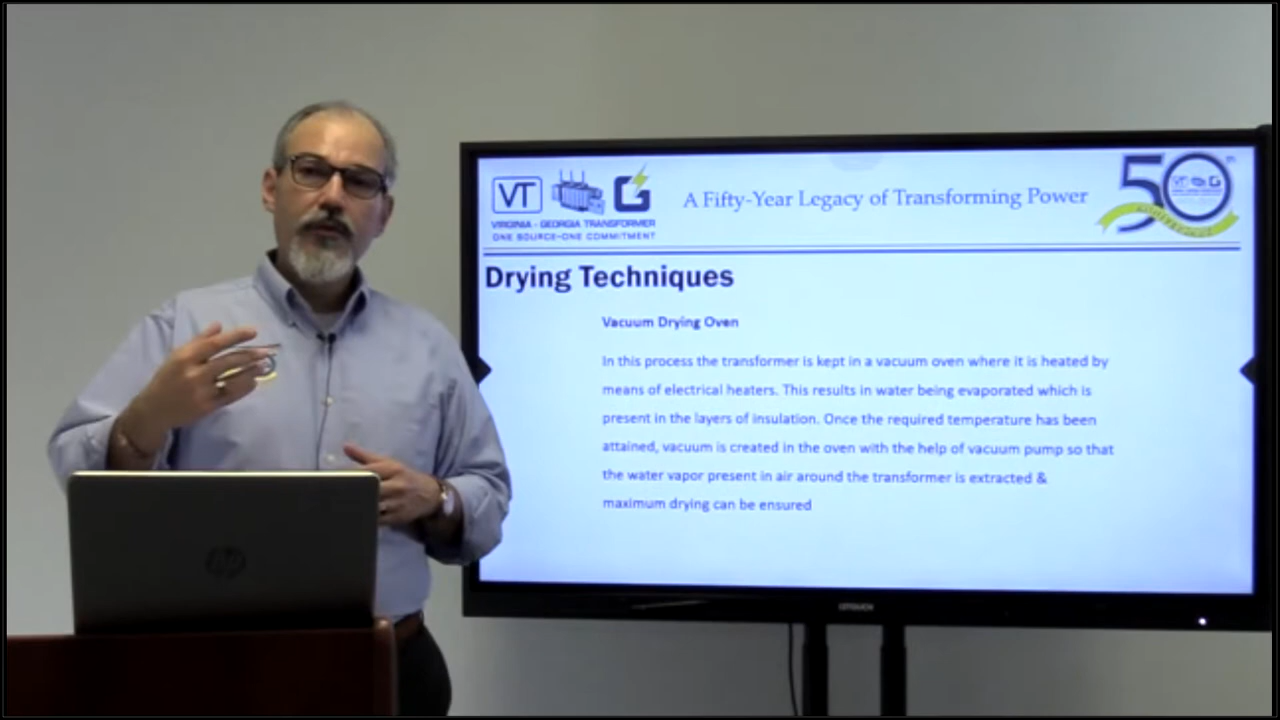 VT
G
VIRGINIA - GEORGIA TRANSFORMER
ONE SOURCE-ONE COMMITMENT
A Fifty-Year Legacy of Transforming Power
50
Drying Techniques
Vacuum Drying Oven
In this process the transformer is kept in a vacuum oven where it is heated by
means of electrical heaters. This results in water being evaporated which is
present in the layers of insulation. Once the required temperature has been
attained, vacuum is created in the oven with the help of vacuum pump so that
the water vapor present in air around the transformer is extracted &
maximum drying can be ensured
hp